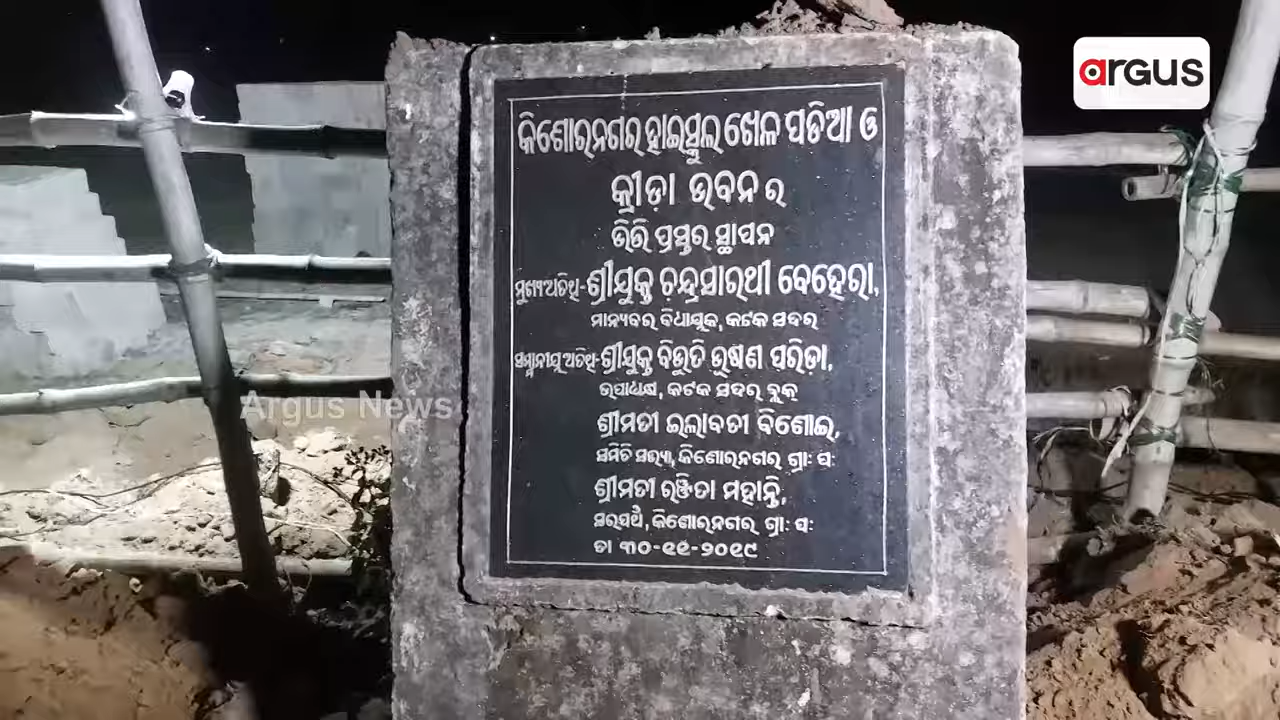 argus
କିଶୋରନଗର ହାଇସ୍କୁଲ ଖେଳ ପଡିଆ ଓ
କ୍ରୀଡ଼ା ଭବନ ର
ଭିତ୍ତି ପ୍ରସ୍ତର ସ୍ଥାପନ
ମୁଖ୍ୟଅତିଥି-ଶ୍ରୀଯୁକ୍ତ ଚନ୍ଦ୍ରସାରଥୀ ବେହେରା,
ମାନ୍ୟବର ବିଧାୟକ, କଟକ ସଦର
ସମ୍ମାନୀୟ ଅତିଥି-ଶ୍ରୀଯୁକ୍ତ ବିଭୁତି ଭୁଷଣ ପରିଡ଼ା,
ଉପାଧ୍ୟକ୍ଷ, କଟକ ସଦର ବ୍ଲକ୍
ଶ୍ରୀମତୀ ଇଲାବତୀ ବିଶୋଇ,
ସମିତି ସଭ୍ୟା, କିଶୋରନଗର ଗ୍ରା: ପ:
ଶ୍ରୀମତୀ ରଞ୍ଜିତା ମହାନ୍ତି,
ସରପଞ୍ଚ, କିଶୋରନଗର ଗ୍ରା: ପ:
ତା ୩୦-୧୧-୨୦୧୯
Argus News